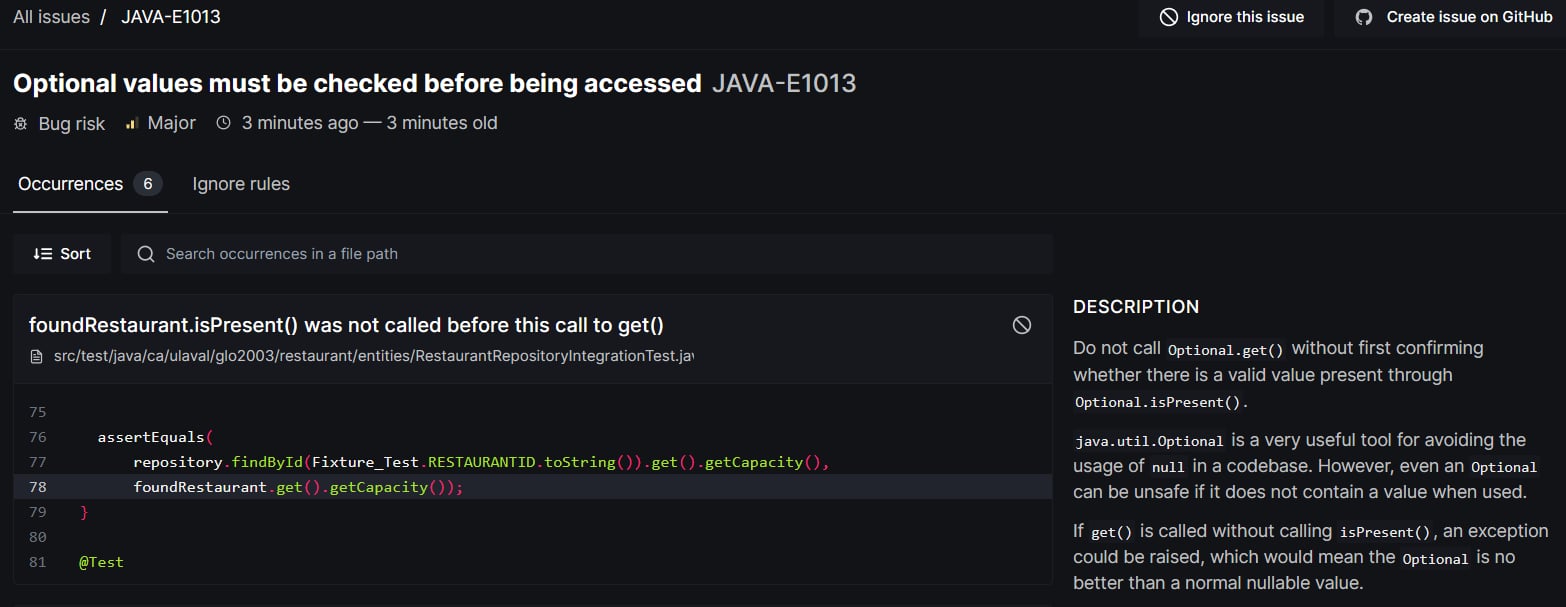 All issues / JAVA-E1013
Ignore this issue
Create issue on GitHub
Optional values must be checked before being accessed JAVA-E1013
Bug risk Major 3 minutes ago — 3 minutes old
Occurrences 6 Ignore rules
Sort
Search occurrences in a file path
foundRestaurant.isPresent() was not called before this call to get()
src/test/java/ca/ulaval/glo2003/restaurant/entities/RestaurantRepositoryIntegrationTest.jav
75
76 assertEquals(
77 repository.findById(Fixture_Test.RESTAURANTID.toString()).get().getCapacity(),
78 foundRestaurant.get().getCapacity());
79 }
80
81 @Test
DESCRIPTION
Do not call Optional.get() without first confirming
whether there is a valid value present through
Optional.isPresent().
java.util.Optional is a very useful tool for avoiding the
usage of null in a codebase. However, even an Optional
can be unsafe if it does not contain a value when used.
If get() is called without calling isPresent(), an exception
could be raised, which would mean the Optional is no
better than a normal nullable value.